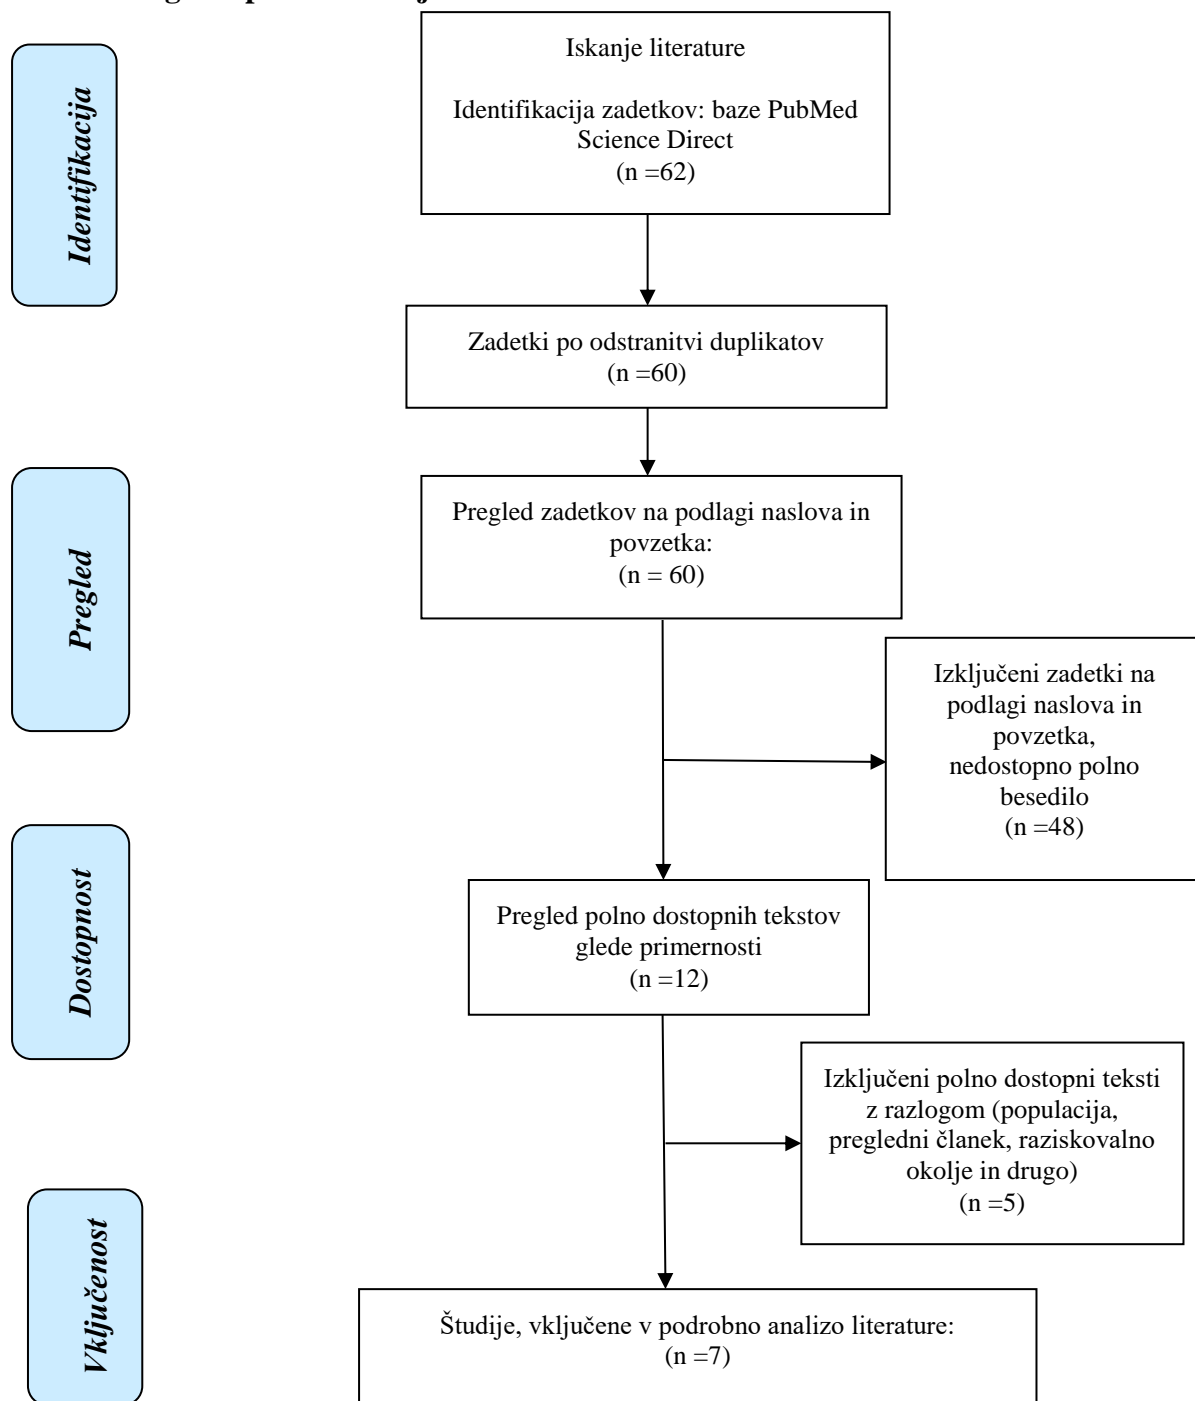 Iskanje literature
Identifikacija zadetkov: baze PubMed
Science Direct
(n =62)
Identifikacija
Zadetki po odstranitvi duplikatov
(n =60)
Pregled zadetkov na podlagi naslova in
povzetka:
(n = 60)
Pregled
Izključeni zadetki na
podlagi naslova in
povzetka,
nedostopno polno
besedilo
(n =48)
Pregled polno dostopnih tekstov
glede primernosti
(n =12)
Dostopnost
Izključeni polno dostopni teksti
z razlogom (populacija,
pregledni članek, raziskovalno
okolje in drugo)
(n =5)
Vključenost
Študije, vključene v podrobno analizo literature:
(n =7)